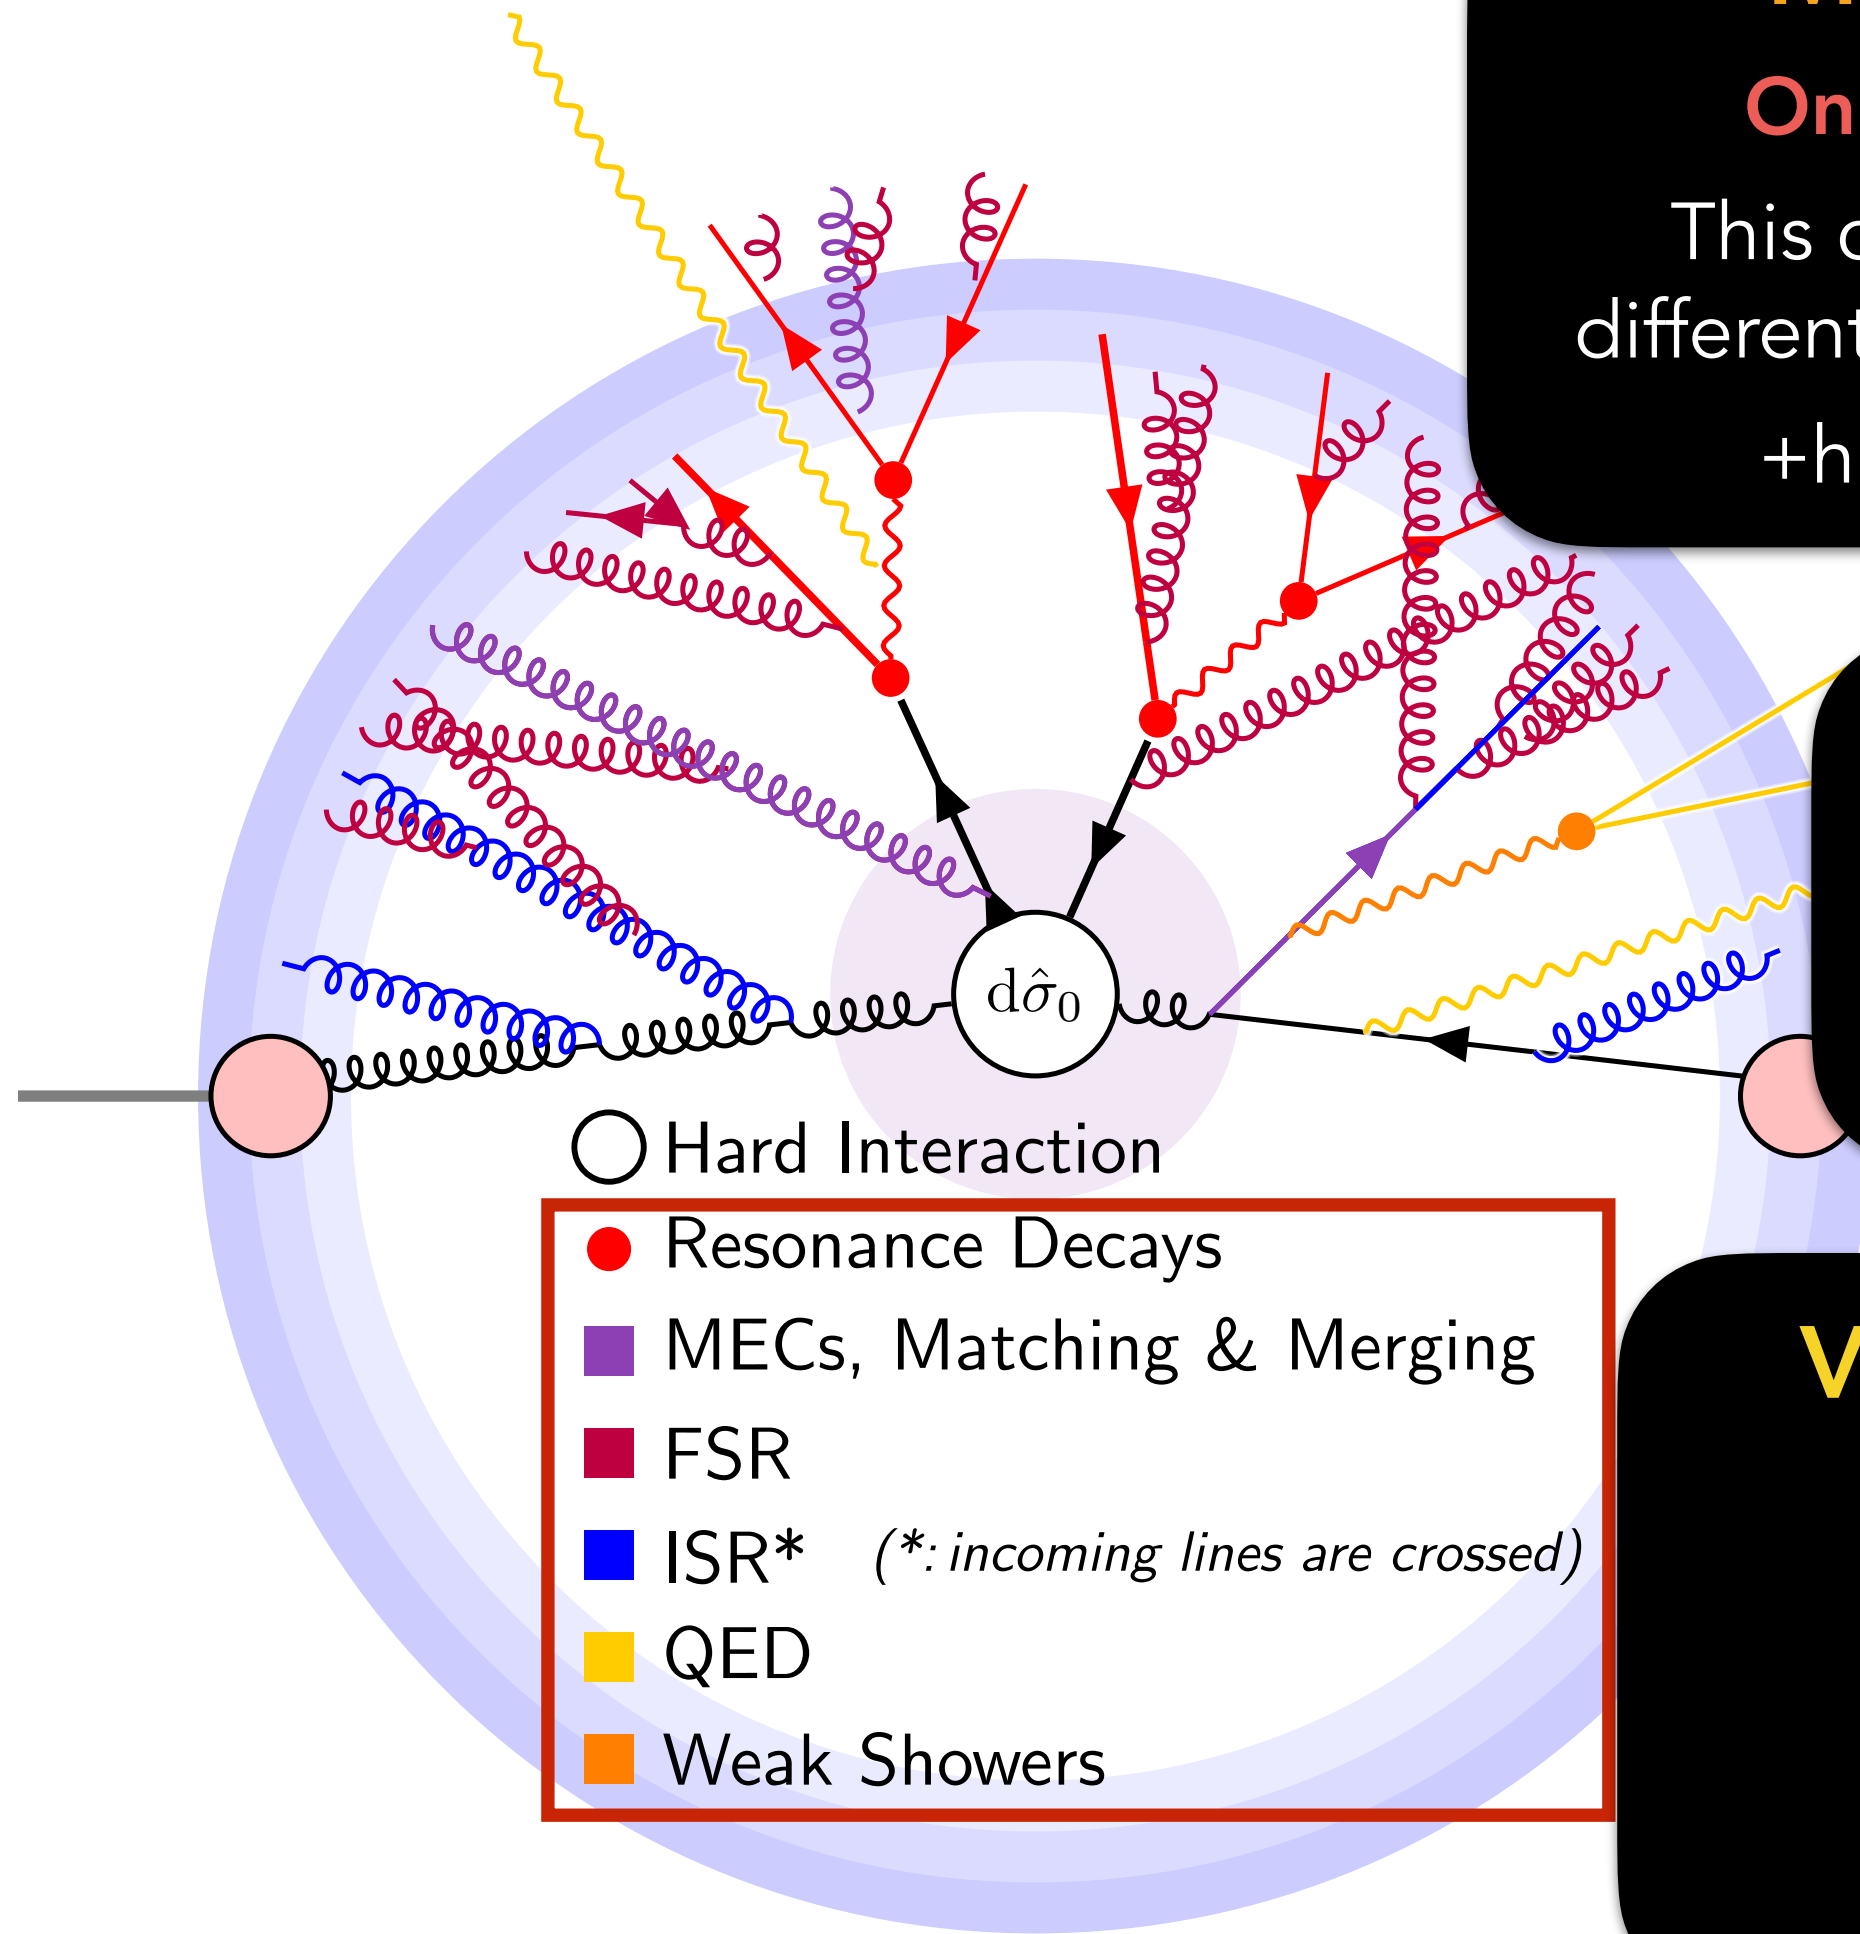 On
This
different
+h
dσ̂₀
Hard Interaction
Resonance Decays
MECs, Matching & Merging
FSR
ISR* (*: incoming lines are crossed)
QED
Weak Showers
V